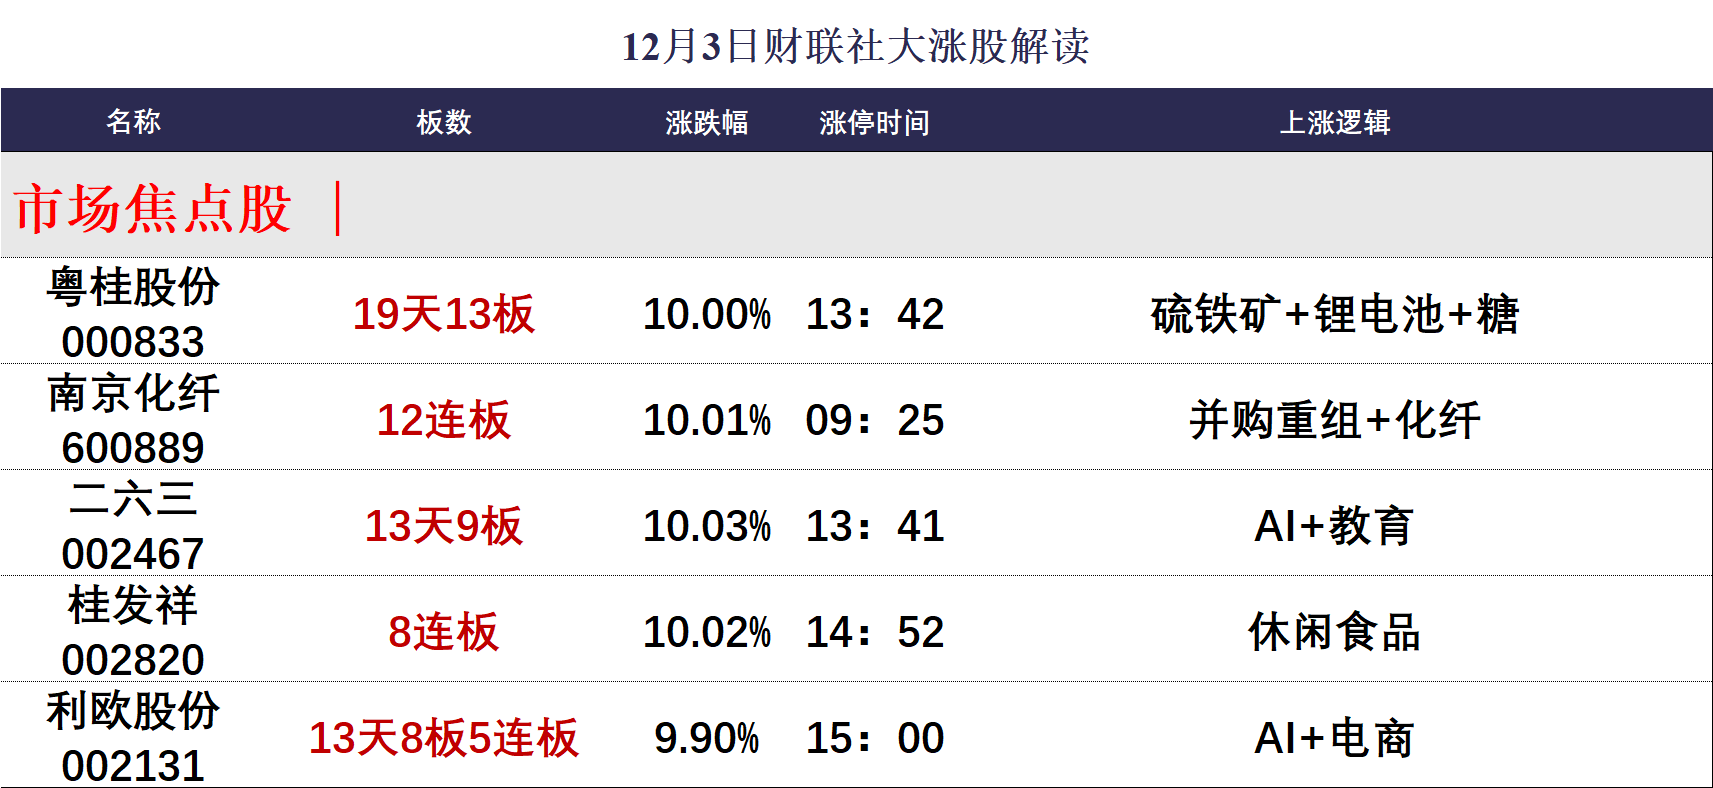 12月3日财联社大涨股解读
名称 板数 涨跌幅 涨停时间 上涨逻辑
市场焦点股 |
粤桂股份
000833 19天13板 10.00% 13：42 硫铁矿+锂电池+糖
南京化纤
600889 12连板 10.01% 09：25 并购重组+化纤
二六三
002467 13天9板 10.03% 13：41 AI+教育
桂发祥
002820 8连板 10.02% 14：52 休闲食品
利欧股份
002131 13天8板5连板 9.90% 15：00 AI+电商